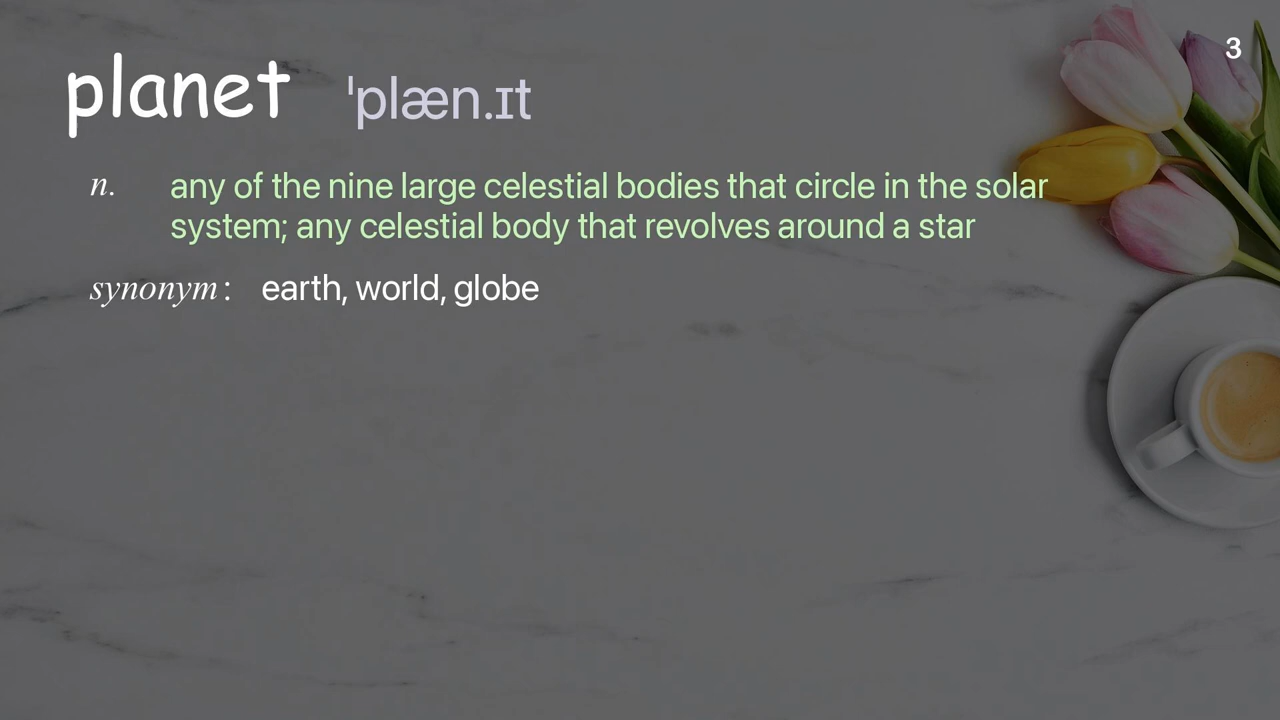 3
planet ˈplæn.ɪt
n. any of the nine large celestial bodies that circle in the solar
system; any celestial body that revolves around a star
synonym : earth, world, globe